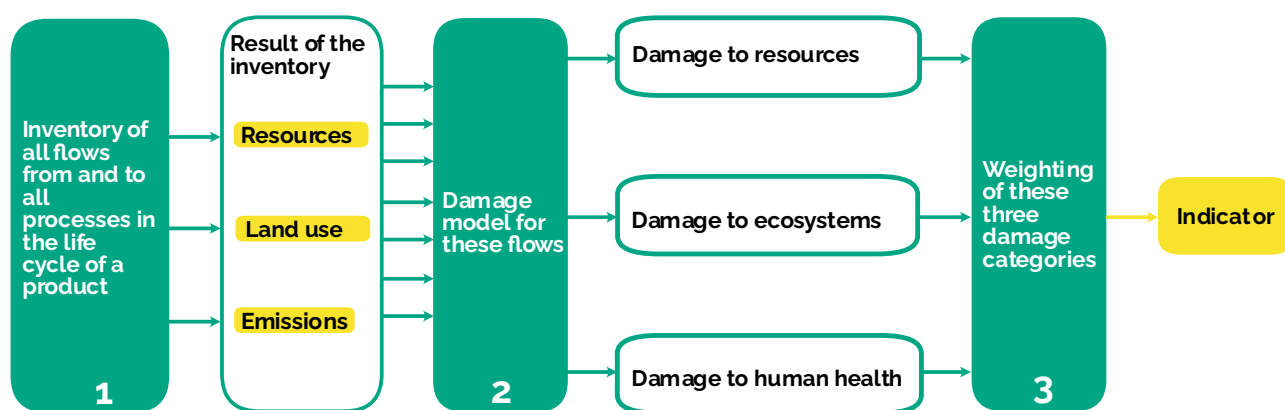 Inventory of
all flows
from and to
all
processes in
the life
cycle of a
product
1
Result of the
inventory
Resources
Land use
Emissions
Damage
model for
these flows
2
Damage to resources
Damage to ecosystems
Damage to human health
Weighting
of these
three
damage
categories
3
Indicator